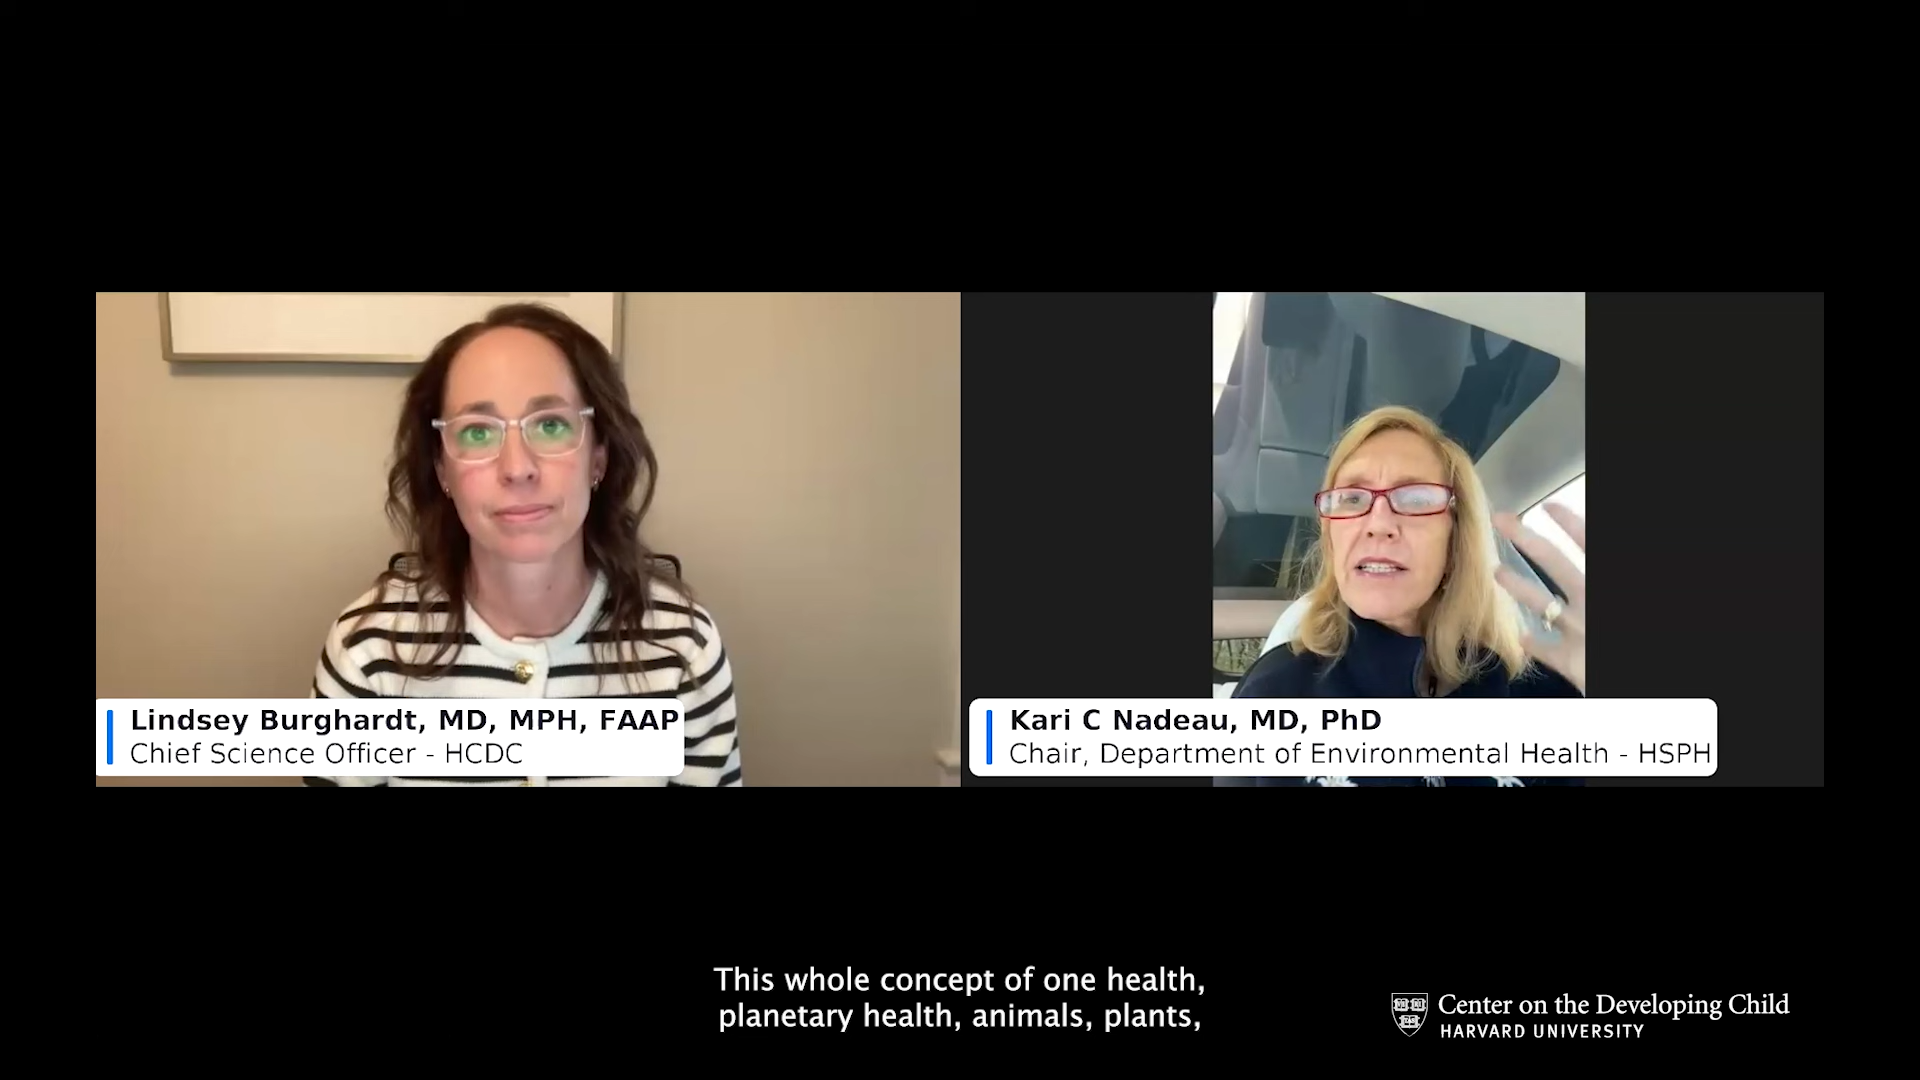 Lindsey Burghardt, MD, MPH, FAAP
Chief Science Officer - HCDC
Kari C Nadeau, MD, PhD
Chair, Department of Environmental Health - HSPH
This whole concept of one health,
planetary health, animals, plants,
Center on the Developing Child
HARVARD UNIVERSITY